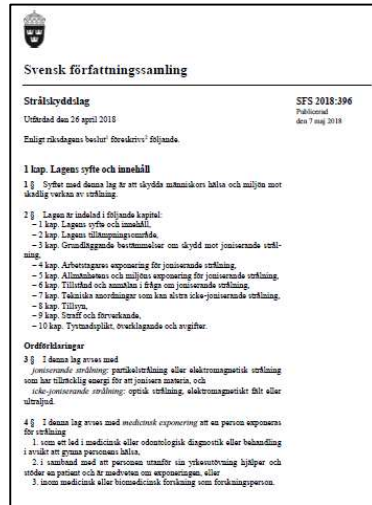 Svensk författningssamling
Strålskyddslag
SFS 2018:396
Publicerad
den 7 maj 2018
Utfärdad den 26 april 2018
Enligt riksdagens beslut¹ föreskrivs² följande.
1 kap. Lagens syfte och innehåll
1 § Syftet med denna lag är att skydda människors hälsa och miljön mot
skadlig verkan av strålning.
2 § Lagen är indelad i följande kapitel:
– 1 kap. Lagens syfte och innehåll,
– 2 kap. Lagens tillämpningsområde,
– 3 kap. Grundläggande bestämmelser om skydd mot joniserande strål-
ning,
– 4 kap. Arbetstagares exponering för joniserande strålning,
– 5 kap. Allmänhetens och miljöns exponering för joniserande strålning,
– 6 kap. Tillstånd och anmälan i fråga om joniserande strålning,
– 7 kap. Tekniska anordningar som kan alstra icke-joniserande strålning,
– 8 kap. Tillsyn,
– 9 kap. Straff och förverkande,
– 10 kap. Tystnadsplikt, överklagande och avgifter.
Ordförklaringar
3 § I denna lag avses med
joniserande strålning: partikelstrålning eller elektromagnetisk strålning
som har tillräcklig energi för att jonisera materia, och
icke-joniserande strålning: optisk strålning, elektromagnetiskt fält eller
ultraljud.
4 § I denna lag avses med medicinsk exponering att en person exponeras
för strålning
1. som ett led i medicinsk eller odontologisk diagnostik eller behandling
i avsikt att gynna personens hälsa,
2. i samband med att personen utanför sin yrkesutövning hjälper och
stöder en patient och är medveten om exponeringen, eller
3. inom medicinsk eller biomedicinsk forskning som forskningsperson.